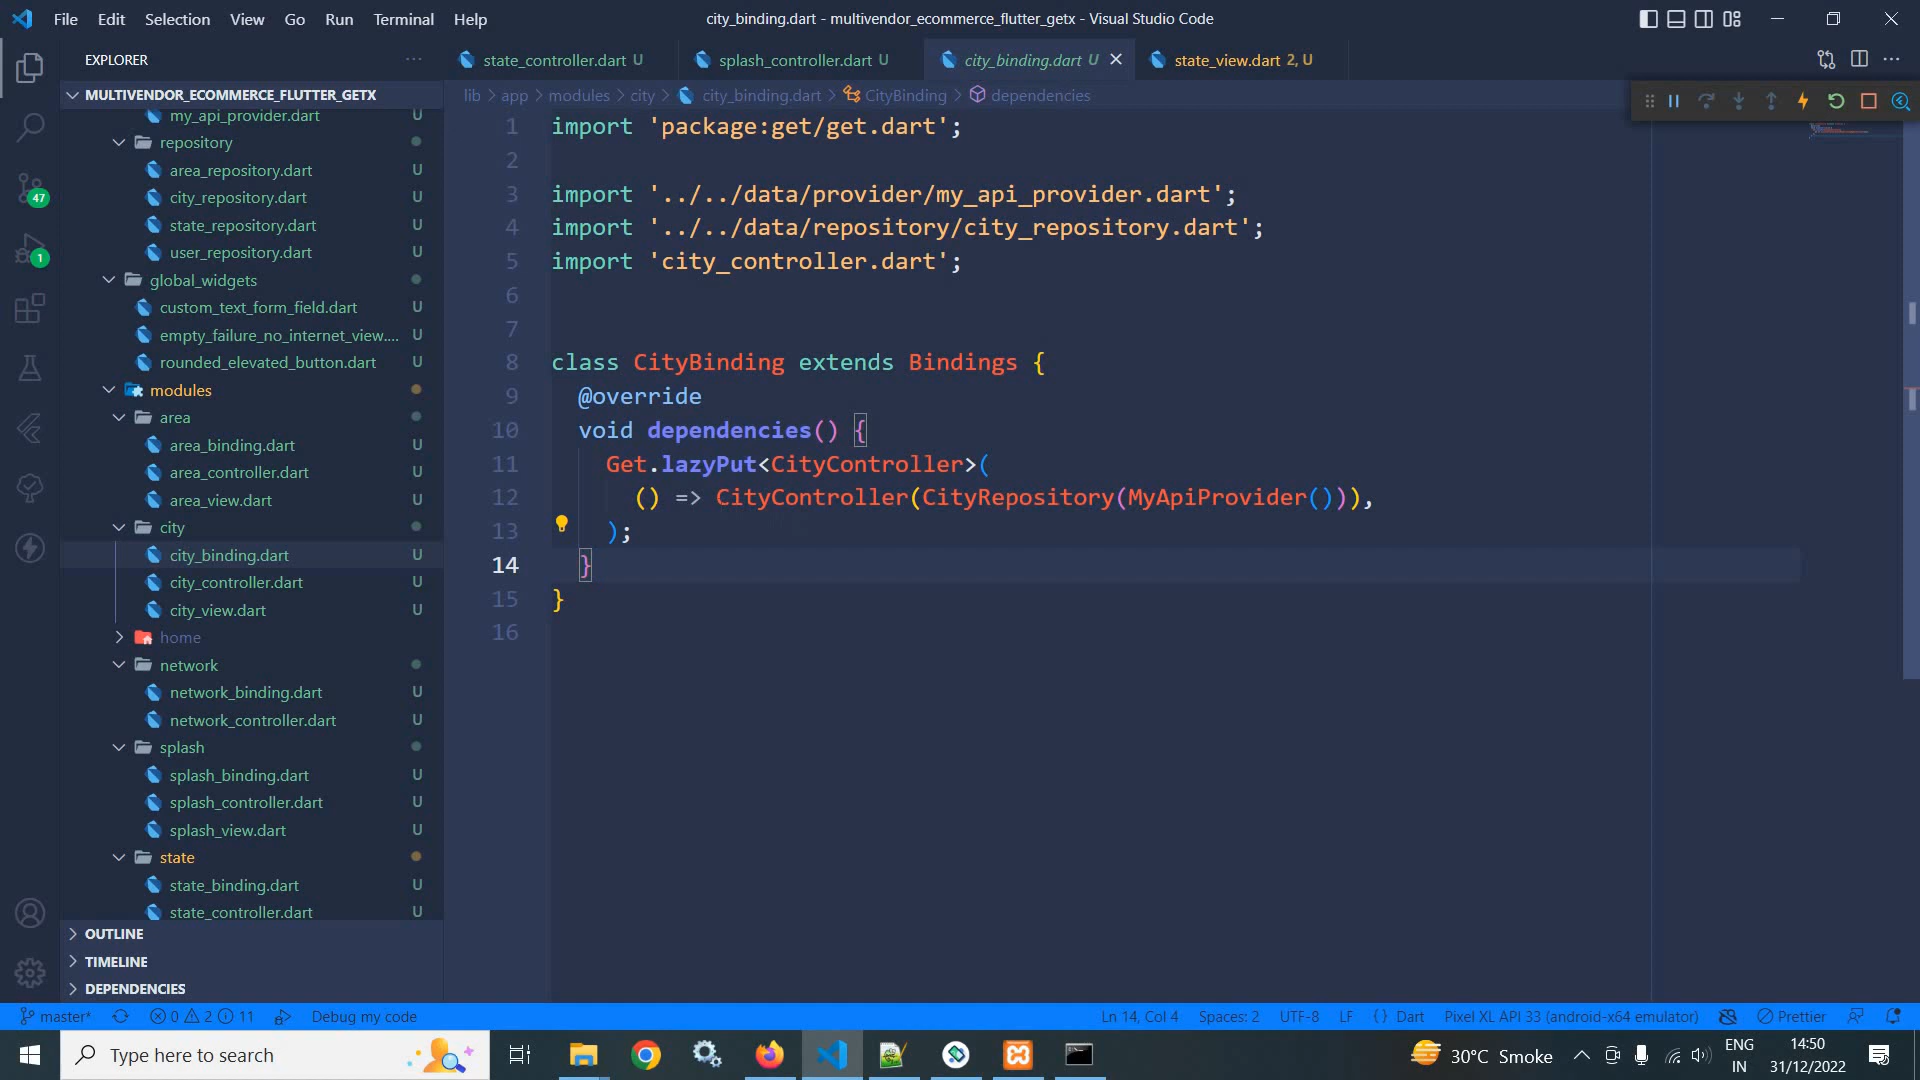 File Edit Selection View Go Run Terminal Help
city_binding.dart - multivendor_ecommerce_flutter_getx - Visual Studio Code
EXPLORER
state_controller.dart U
splash_controller.dart U
city_binding.dart U
state_view.dart 2, U
MULTIVENDOR_ECOMMERCE_FLUTTER_GETX
my_api_provider.dart U
repository
area_repository.dart U
city_repository.dart U
state_repository.dart U
user_repository.dart U
global_widgets
custom_text_form_field.dart U
empty_failure_no_internet_view.... U
rounded_elevated_button.dart U
modules
area
area_binding.dart U
area_controller.dart U
area_view.dart U
city
city_binding.dart U
city_controller.dart U
city_view.dart U
home
network
network_binding.dart U
network_controller.dart U
splash
splash_binding.dart U
splash_controller.dart U
splash_view.dart U
state
state_binding.dart U
state_controller.dart U
OUTLINE
TIMELINE
DEPENDENCIES
47
1
lib > app > modules > city > city_binding.dart > CityBinding > dependencies
1 import 'package:get/get.dart';
2
3 import '../../data/provider/my_api_provider.dart';
4 import '../../data/repository/city_repository.dart';
5 import 'city_controller.dart';
6
7
8 class CityBinding extends Bindings {
9 @override
10 void dependencies() {
11 Get.lazyPut<CityController>(
12 () => CityController(CityRepository(MyApiProvider())),
13 );
14 }
15 }
16
master* 0 2 11 Debug my code
Ln 14, Col 4 Spaces: 2 UTF-8 LF { } Dart Pixel XL API 33 (android-x64 emulator) Prettier
Type here to search
30°C Smoke
ENG
IN
14:50
31/12/2022